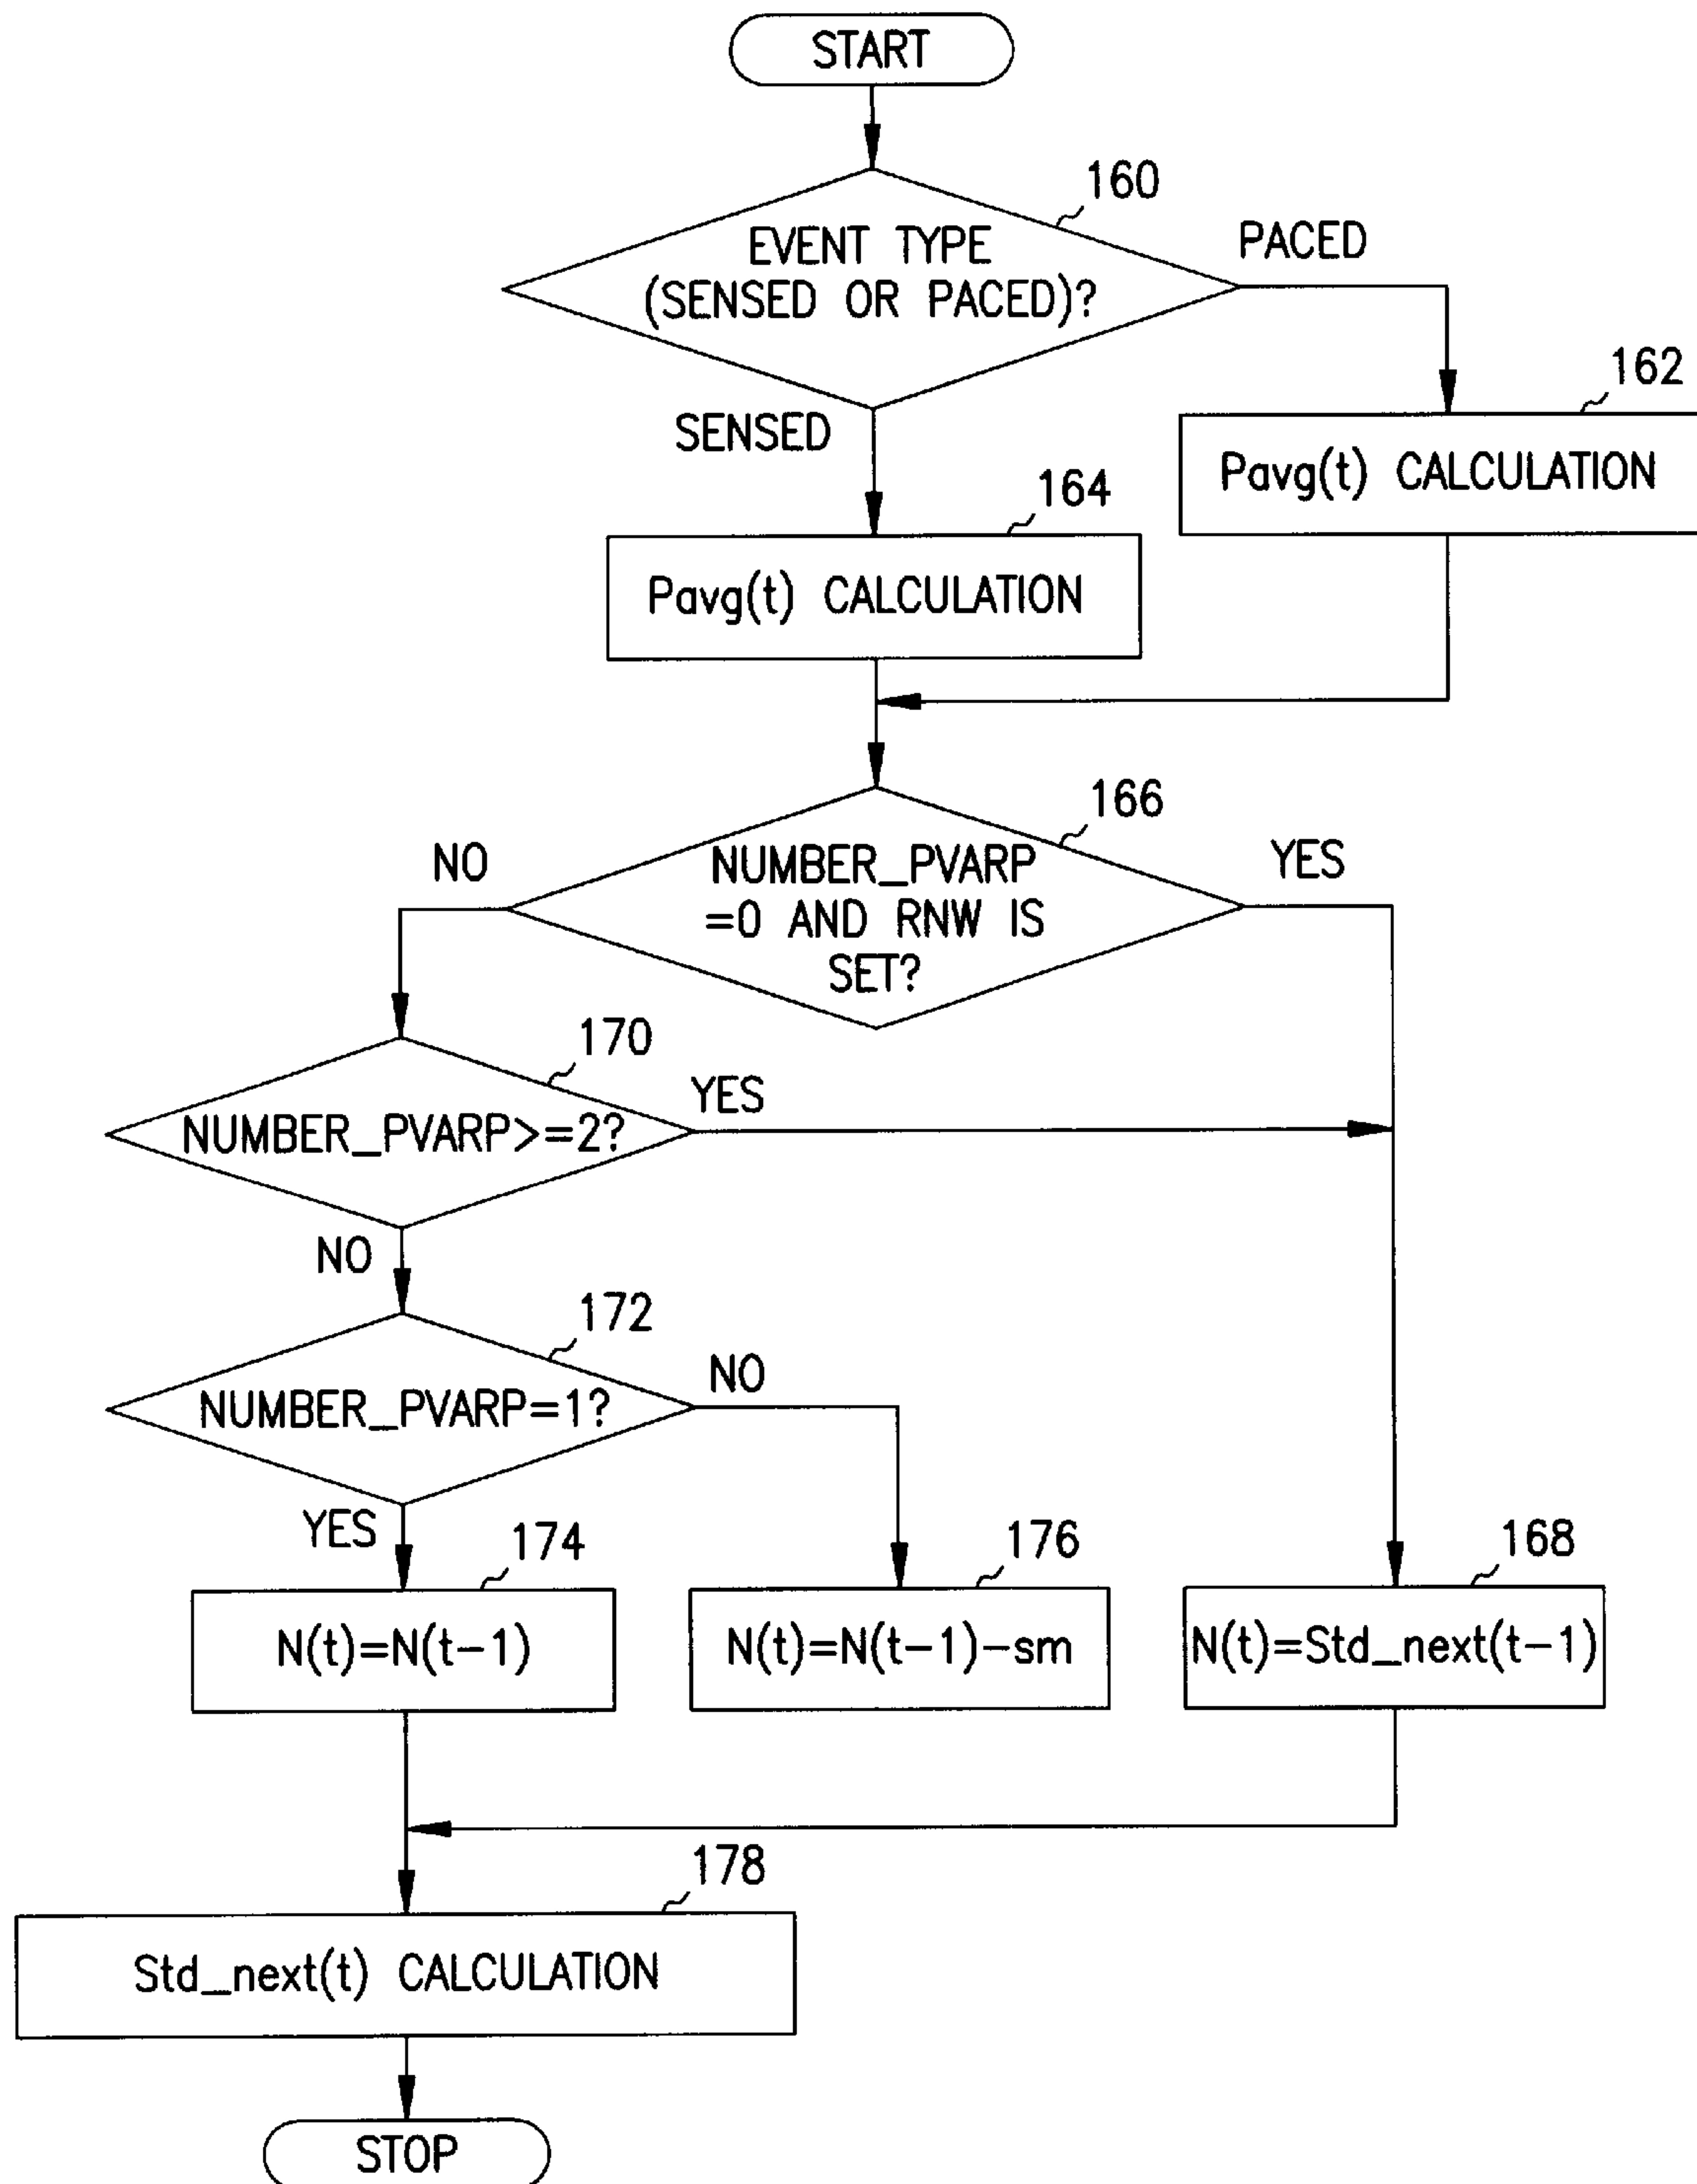 START
160
EVENT TYPE
(SENSED OR PACED)?
PACED
SENSED
162
Pavg(t) CALCULATION
164
Pavg(t) CALCULATION
166
NUMBER_PVARP
=0 AND RNW IS
SET?
NO
YES
170
NUMBER_PVARP>=2?
YES
NO
172
NUMBER_PVARP=1?
NO
YES
174
N(t)=N(t-1)
176
N(t)=N(t-1)-sm
168
N(t)=Std_next(t-1)
178
Std_next(t) CALCULATION
STOP